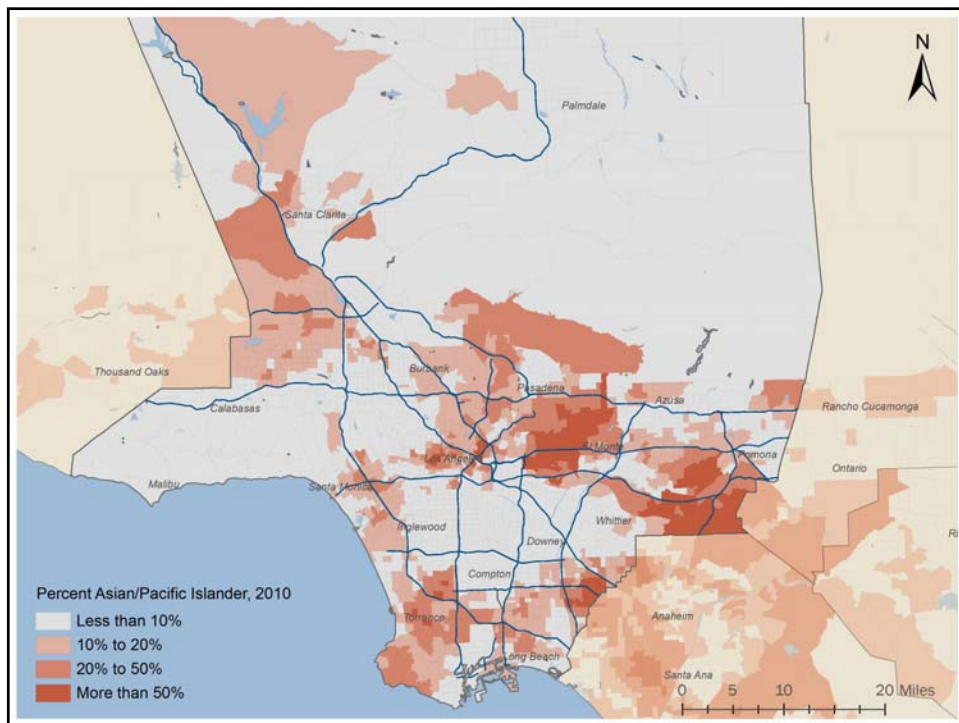 N
Palmdale
Santa Clarita
Thousand Oaks
Burbank
Pasadena
Azusa
Calabasas
Rancho Cucamonga
El Monte
Los Angeles
Pomona
Ontario
Malibu
Santa Monica
Inglewood
Whittier
Downey
Compton
Torrance
Anaheim
Long Beach
Santa Ana
Percent Asian/Pacific Islander, 2010
Less than 10%
10% to 20%
20% to 50%
More than 50%
0 5 10 20 Miles